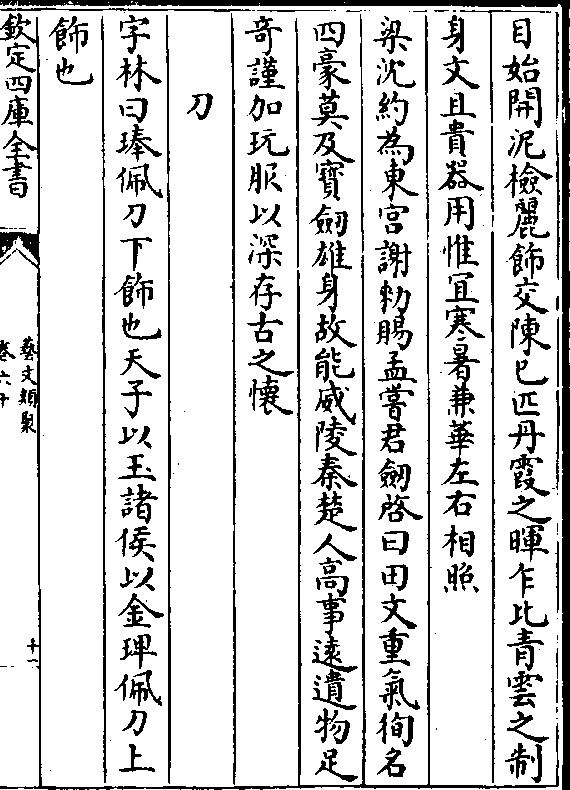 目始開泥檢麗飾交陳已匹丹霞之暉乍比青雲之制
身文且貴器用惟宜寒暑兼華左右相照
梁沈約為東宮謝勑賜孟嘗君劒啓曰田文重氣徇名
四豪莫及寶劒雄身故能威陵秦楚人高事遠遺物足
奇謹加玩服以深存古之懷
刀
字林曰琫佩刀下飾也天子以玉諸侯以金珌佩刀上
飾也
欽定四庫全書
藝文類聚
卷六十
十一